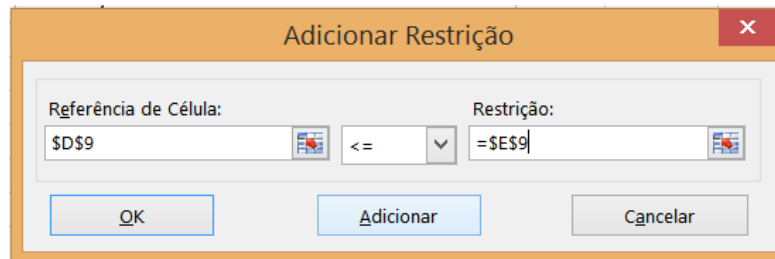 Adicionar Restrição
x
Referência de Célula: Restrição:
$D$9 <= =$E$9
OK Adicionar Cancelar